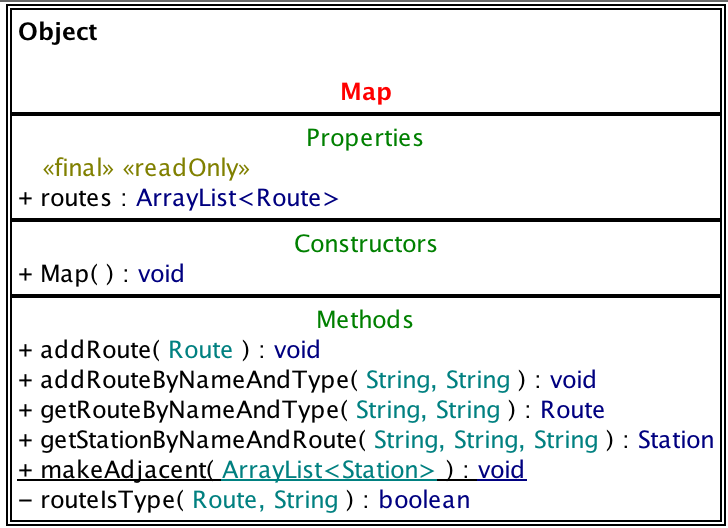 Object
Map
Properties
«final» «readOnly»
+ routes : ArrayList<Route>
Constructors
+ Map( ) : void
Methods
+ addRoute( Route ) : void
+ addRouteByNameAndType( String, String ) : void
+ getRouteByNameAndType( String, String ) : Route
+ getStationByNameAndRoute( String, String, String ) : Station
+ makeAdjacent( ArrayList<Station> ) : void
− routeIsType( Route, String ) : boolean